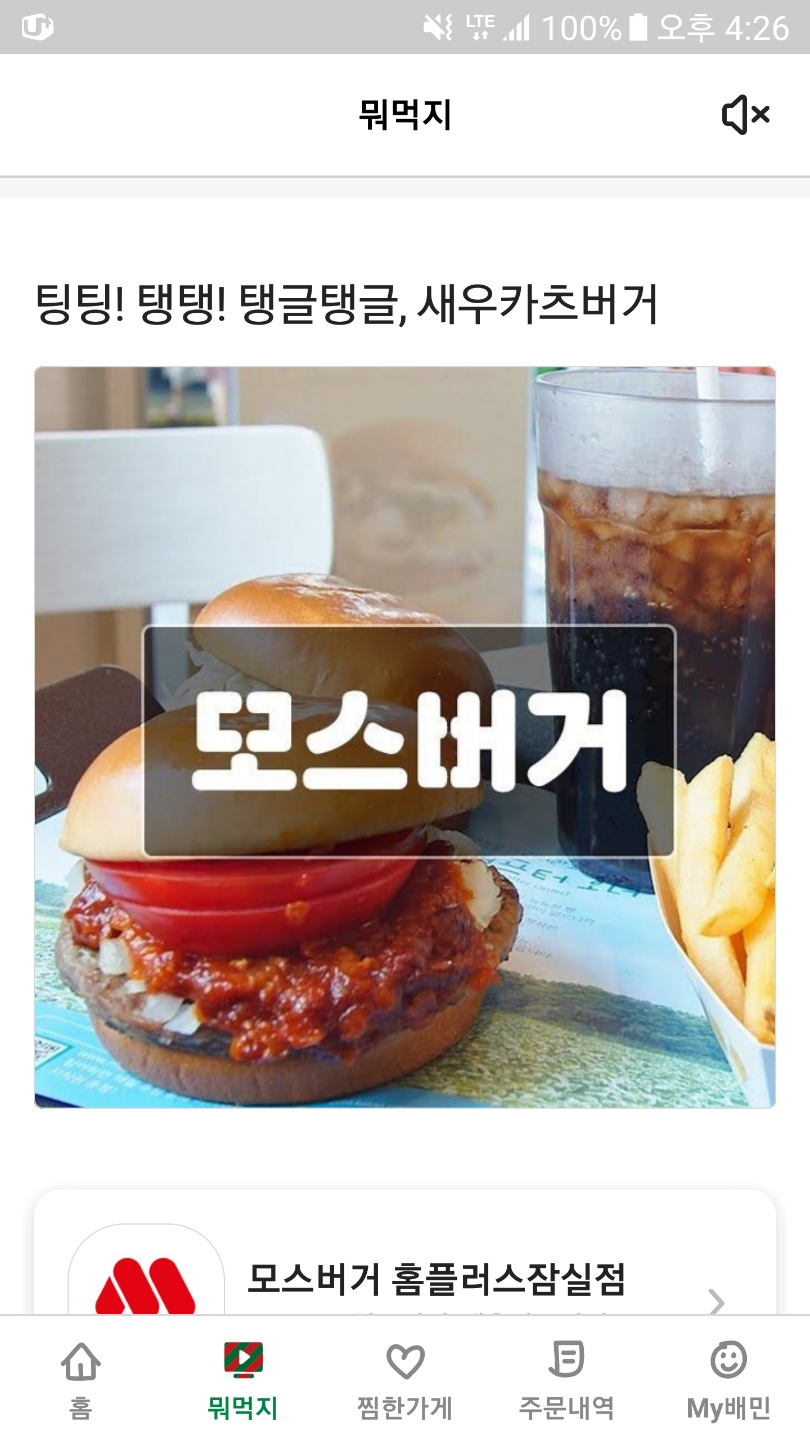 LTE 100% 오후 4:26
뭐먹지
팅팅! 탱탱! 탱글탱글, 새우카츠버거
모스버거
모스버거 홈플러스잠실점
홈 뭐먹지 찜한가게 주문내역 My배민